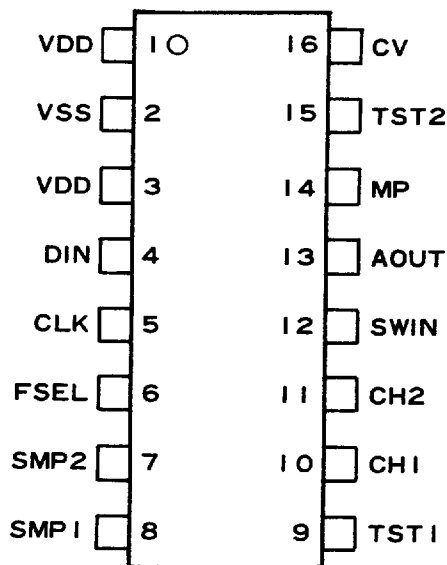 VDD 1 16 CV
VSS 2 15 TST2
VDD 3 14 MP
DIN 4 13 AOUT
CLK 5 12 SWIN
FSEL 6 11 CH2
SMP2 7 10 CH1
SMP1 8 9 TST1